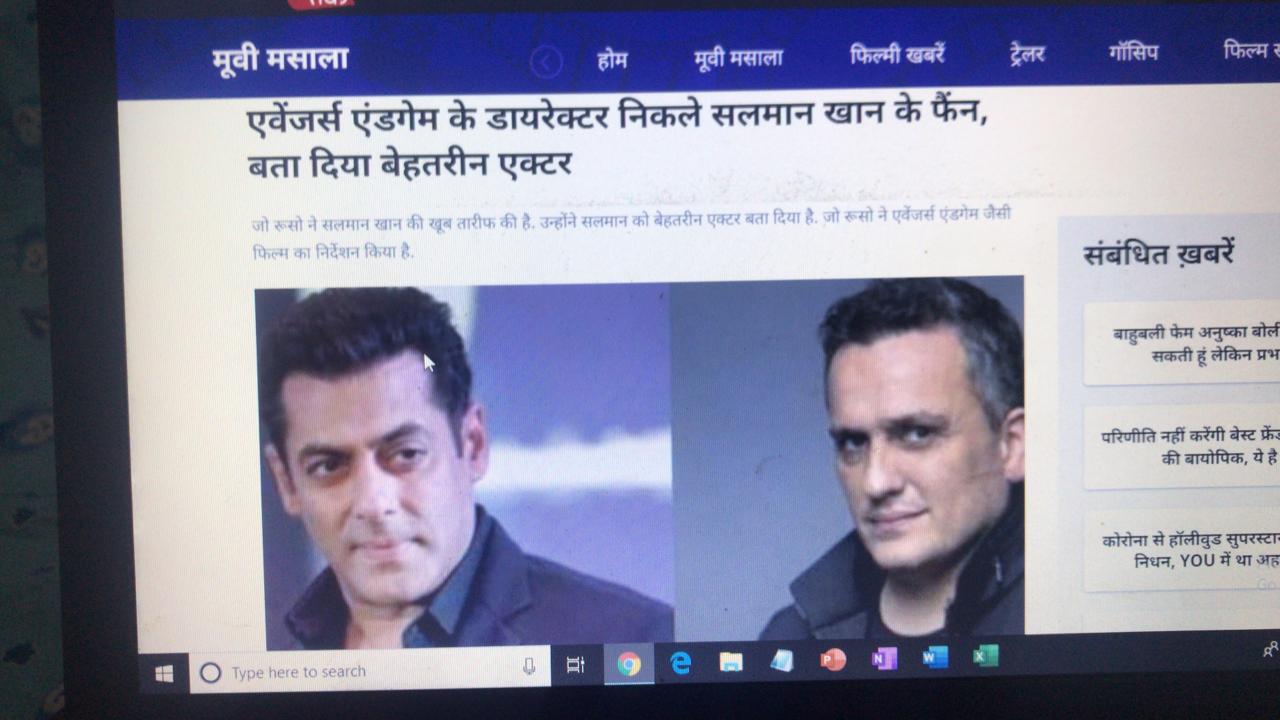 मूवी मसाला
होम मूवी मसाला फिल्मी खबरें ट्रेलर गॉसिप फिल्म
एवेंजर्स एंडगेम के डायरेक्टर निकले सलमान खान के फैंन,
बता दिया बेहतरीन एक्टर
जो रूसो ने सलमान खान की खूब तारीफ की है. उन्होंने सलमान को बेहतरीन एक्टर बता दिया है. जो रूसो ने एवेंजर्स एंडगेम जैसी
फिल्म का निर्देशन किया है.
संबंधित ख़बरें
बाहुबली फेम अनुष्का
सकती हूं लेकिन
परिणीति नहीं करेंगी बेस्ट
की बायोपिक, ये है
कोरोना से हॉलीवुड
निधन, YOU में था
Type here to search